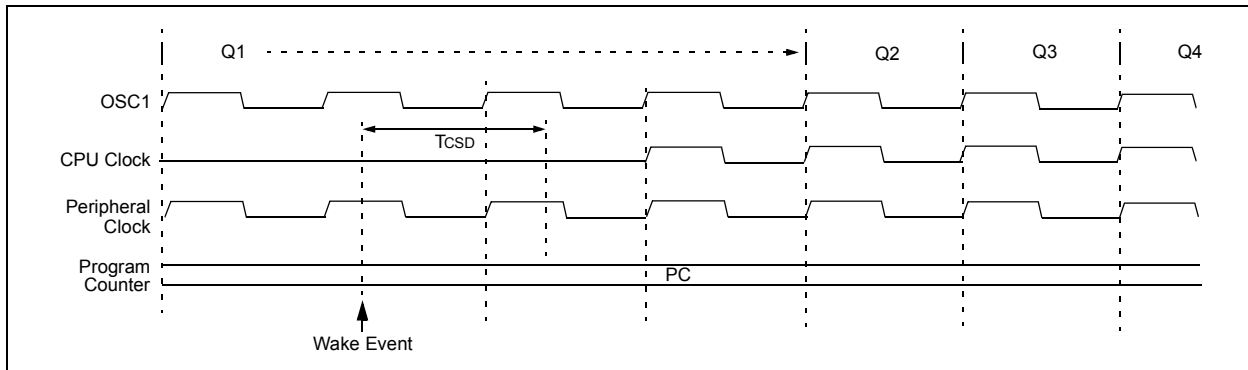 Q1 Q2 Q3 Q4
OSC1
TCSD
CPU Clock
Peripheral
Clock
Program
Counter
PC
Wake Event